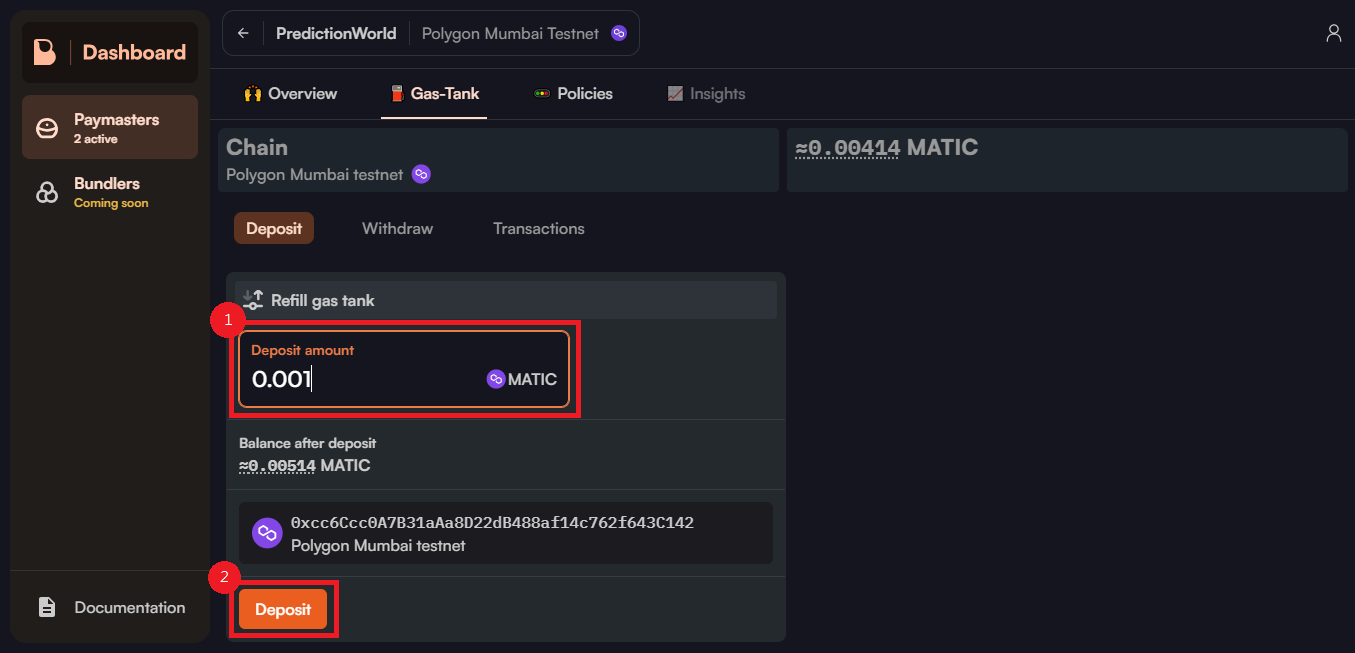 Dashboard
Paymasters
2 active
Bundlers
Coming soon
Documentation
← PredictionWorld Polygon Mumbai Testnet
Overview Gas-Tank Policies Insights
Chain
Polygon Mumbai testnet
≈0.00414 MATIC
Deposit Withdraw Transactions
Refill gas tank
1
Deposit amount
0.001 MATIC
Balance after deposit
≈0.00514 MATIC
0xcc6Ccc0A7B31aAa8D22dB488af14c762f643C142
Polygon Mumbai testnet
2
Deposit